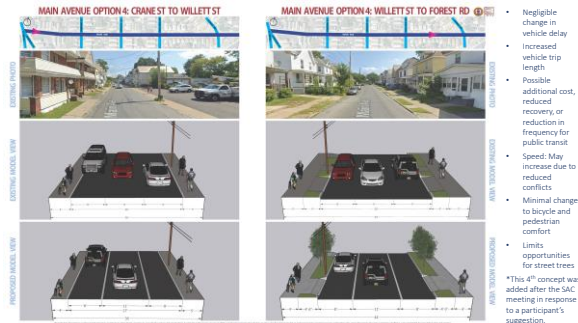 MAIN AVENUE OPTION 4: CRANE ST TO WILLETT ST
EXISTING PHOTO
EXISTING MODEL VIEW
PROPOSED MODEL VIEW
MAIN AVENUE OPTION 4: WILLETT ST TO FOREST RD
EXISTING PHOTO
EXISTING MODEL VIEW
PROPOSED MODEL VIEW
• Negligible
change in
vehicle delay
• Increased
vehicle trip
length
• Possible
additional cost,
reduced
recovery, or
reduction in
frequency for
public transit
• Speed: May
increase due to
reduced
conflicts
• Minimal change
to bicycle and
pedestrian
comfort
• Limits
opportunities
for street trees
*This 4th concept was
added after the SAC
meeting in response
to a participant's
suggestion.